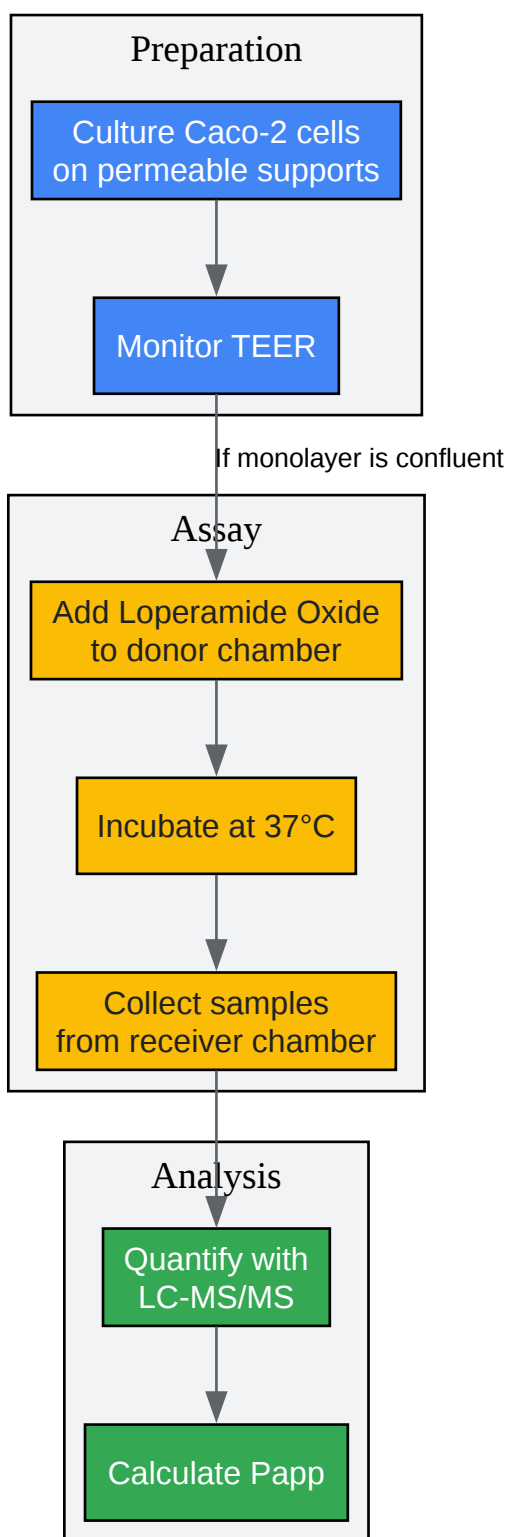 Preparation
Culture Caco-2 cells
on permeable supports
Monitor TEER
If monolayer is confluent
Assay
Add Loperamide Oxide
to donor chamber
Incubate at 37°C
Collect samples
from receiver chamber
Analysis
Quantify with
LC-MS/MS
Calculate Papp